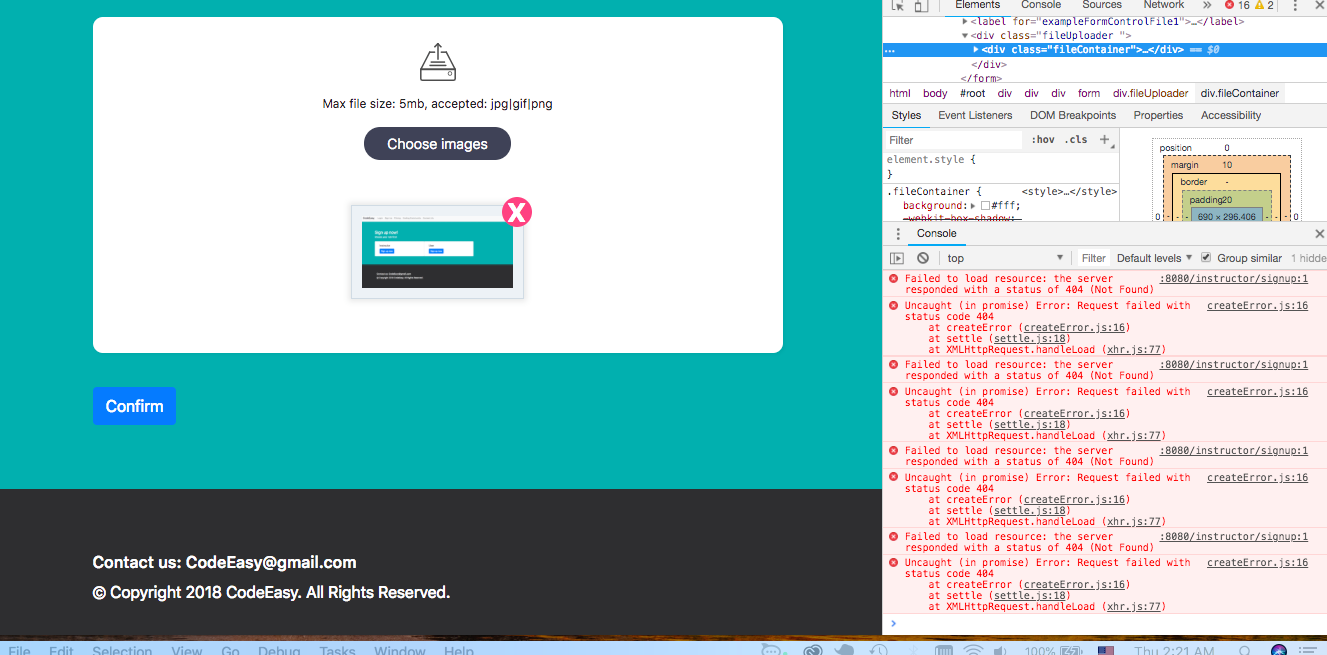 Max file size: 5mb, accepted: jpg|gif|png
Choose images
X
Sign up now!
Confirm
Contact us: CodeEasy@gmail.com
© Copyright 2018 CodeEasy. All Rights Reserved.
Elements Console Sources Network » 16 2
<label for="exampleFormControlFile1">…</label>
<div class="fileUploader ">
... <div class="fileContainer">…</div> == $0
</div>
</form>
html body #root div div div form div.fileUploader div.fileContainer
Styles Event Listeners DOM Breakpoints Properties Accessibility
Filter :hov .cls +
element.style {
}
.fileContainer { <style>…</style>
background: #fff;
-webkit-box-shadow:
position 0
margin 10
border -
padding20
0 - - 690 × 296.406 - - 0
Console
top Filter Default levels Group similar 1 hidde
Failed to load resource: the server :8080/instructor/signup:1
responded with a status of 404 (Not Found)
Uncaught (in promise) Error: Request failed with createError.js:16
status code 404
at createError (createError.js:16)
at settle (settle.js:18)
at XMLHttpRequest.handleLoad (xhr.js:77)
Failed to load resource: the server :8080/instructor/signup:1
responded with a status of 404 (Not Found)
Uncaught (in promise) Error: Request failed with createError.js:16
status code 404
at createError (createError.js:16)
at settle (settle.js:18)
at XMLHttpRequest.handleLoad (xhr.js:77)
Failed to load resource: the server :8080/instructor/signup:1
responded with a status of 404 (Not Found)
Uncaught (in promise) Error: Request failed with createError.js:16
status code 404
at createError (createError.js:16)
at settle (settle.js:18)
at XMLHttpRequest.handleLoad (xhr.js:77)
Failed to load resource: the server :8080/instructor/signup:1
responded with a status of 404 (Not Found)
Uncaught (in promise) Error: Request failed with createError.js:16
status code 404
at createError (createError.js:16)
at settle (settle.js:18)
at XMLHttpRequest.handleLoad (xhr.js:77)
File Edit Selection View Go Debug Tasks Window Help 100% Thu 2:21 AM